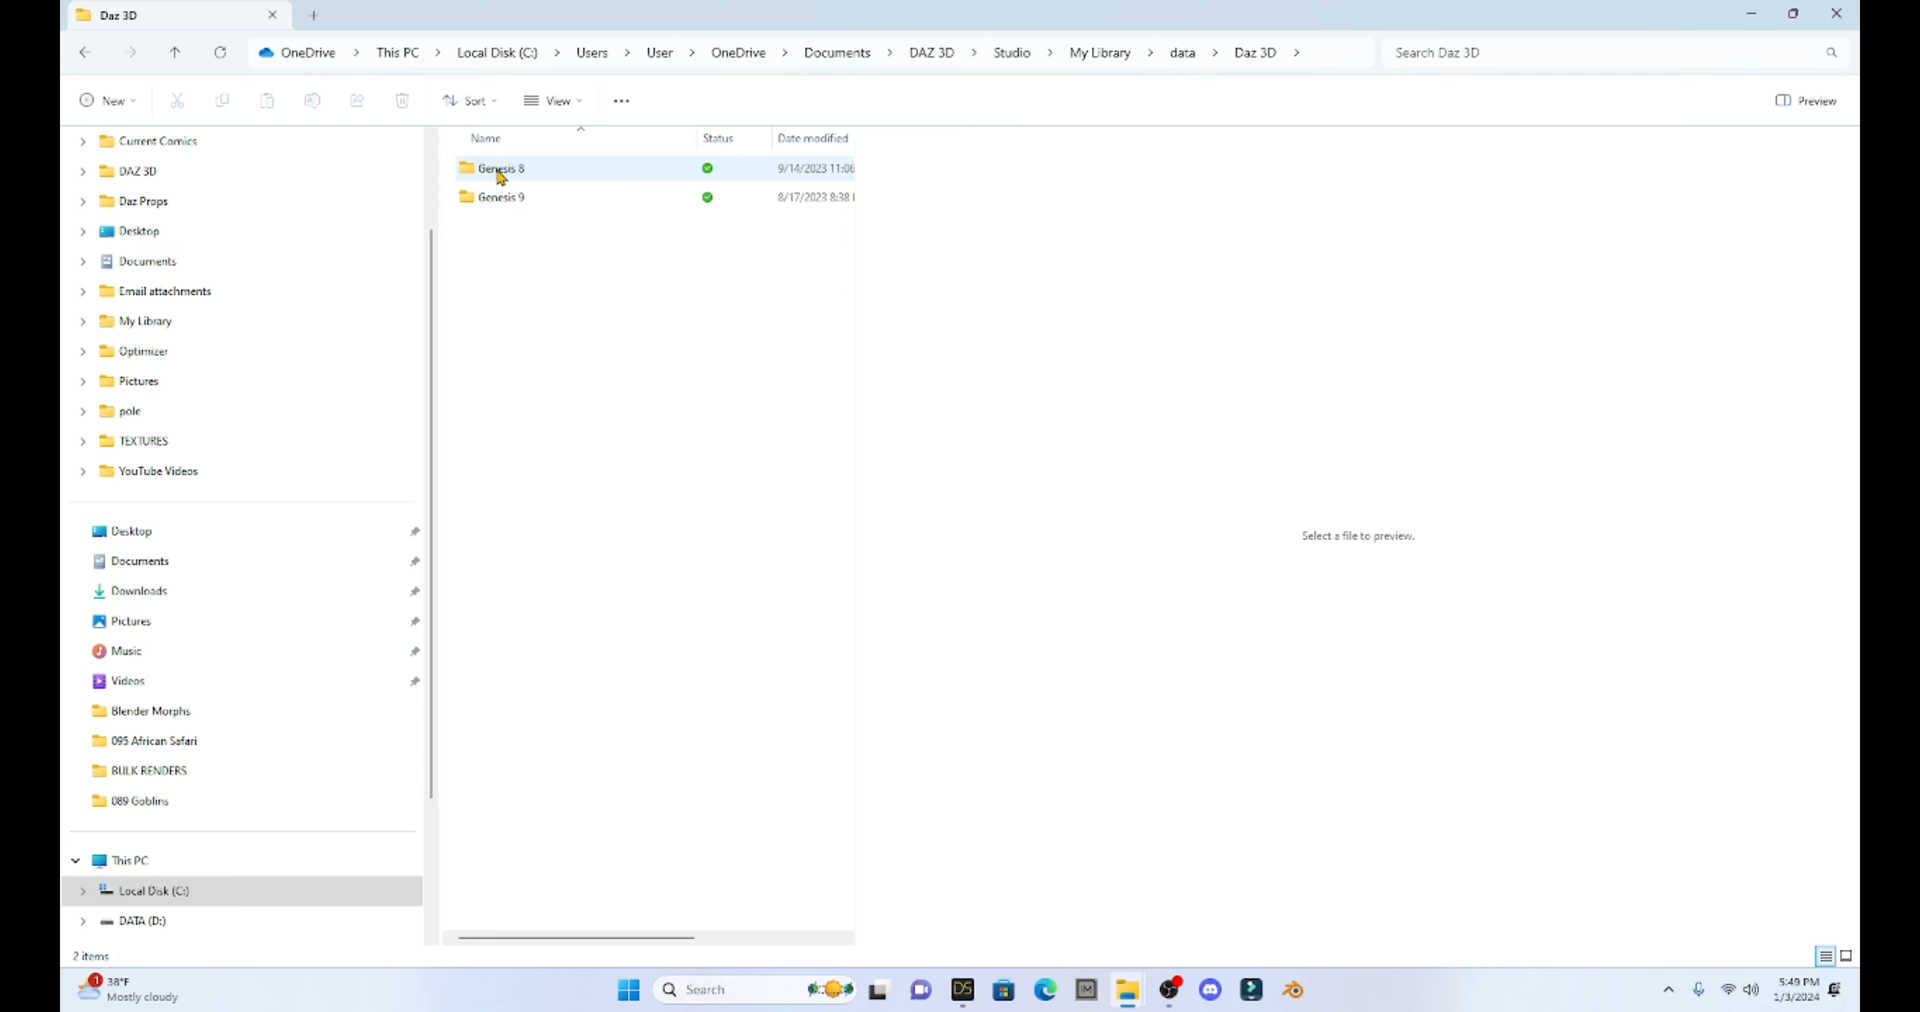 Daz 3D
OneDrive > This PC > Local Disk (C:) > Users > User > OneDrive > Documents > DAZ 3D > Studio > My Library > data > Daz 3D >
Search Daz 3D
New
Sort
View
Preview
Current Comics
DAZ 3D
Daz Props
Desktop
Documents
Email attachments
My Library
Optimizer
Pictures
pole
TEXTURES
YouTube Videos
Desktop
Documents
Downloads
Pictures
Music
Videos
Blender Morphs
095 African Safari
BULK RENDERS
089 Goblins
This PC
Local Disk (C:)
DATA (D:)
Name Status Date modified
Genesis 8 9/14/2023 11:06
Genesis 9 8/17/2023 8:38
Select a file to preview.
2 items
1
38°F
Mostly cloudy
Search
DS
IM
5:49 PM
1/3/2024